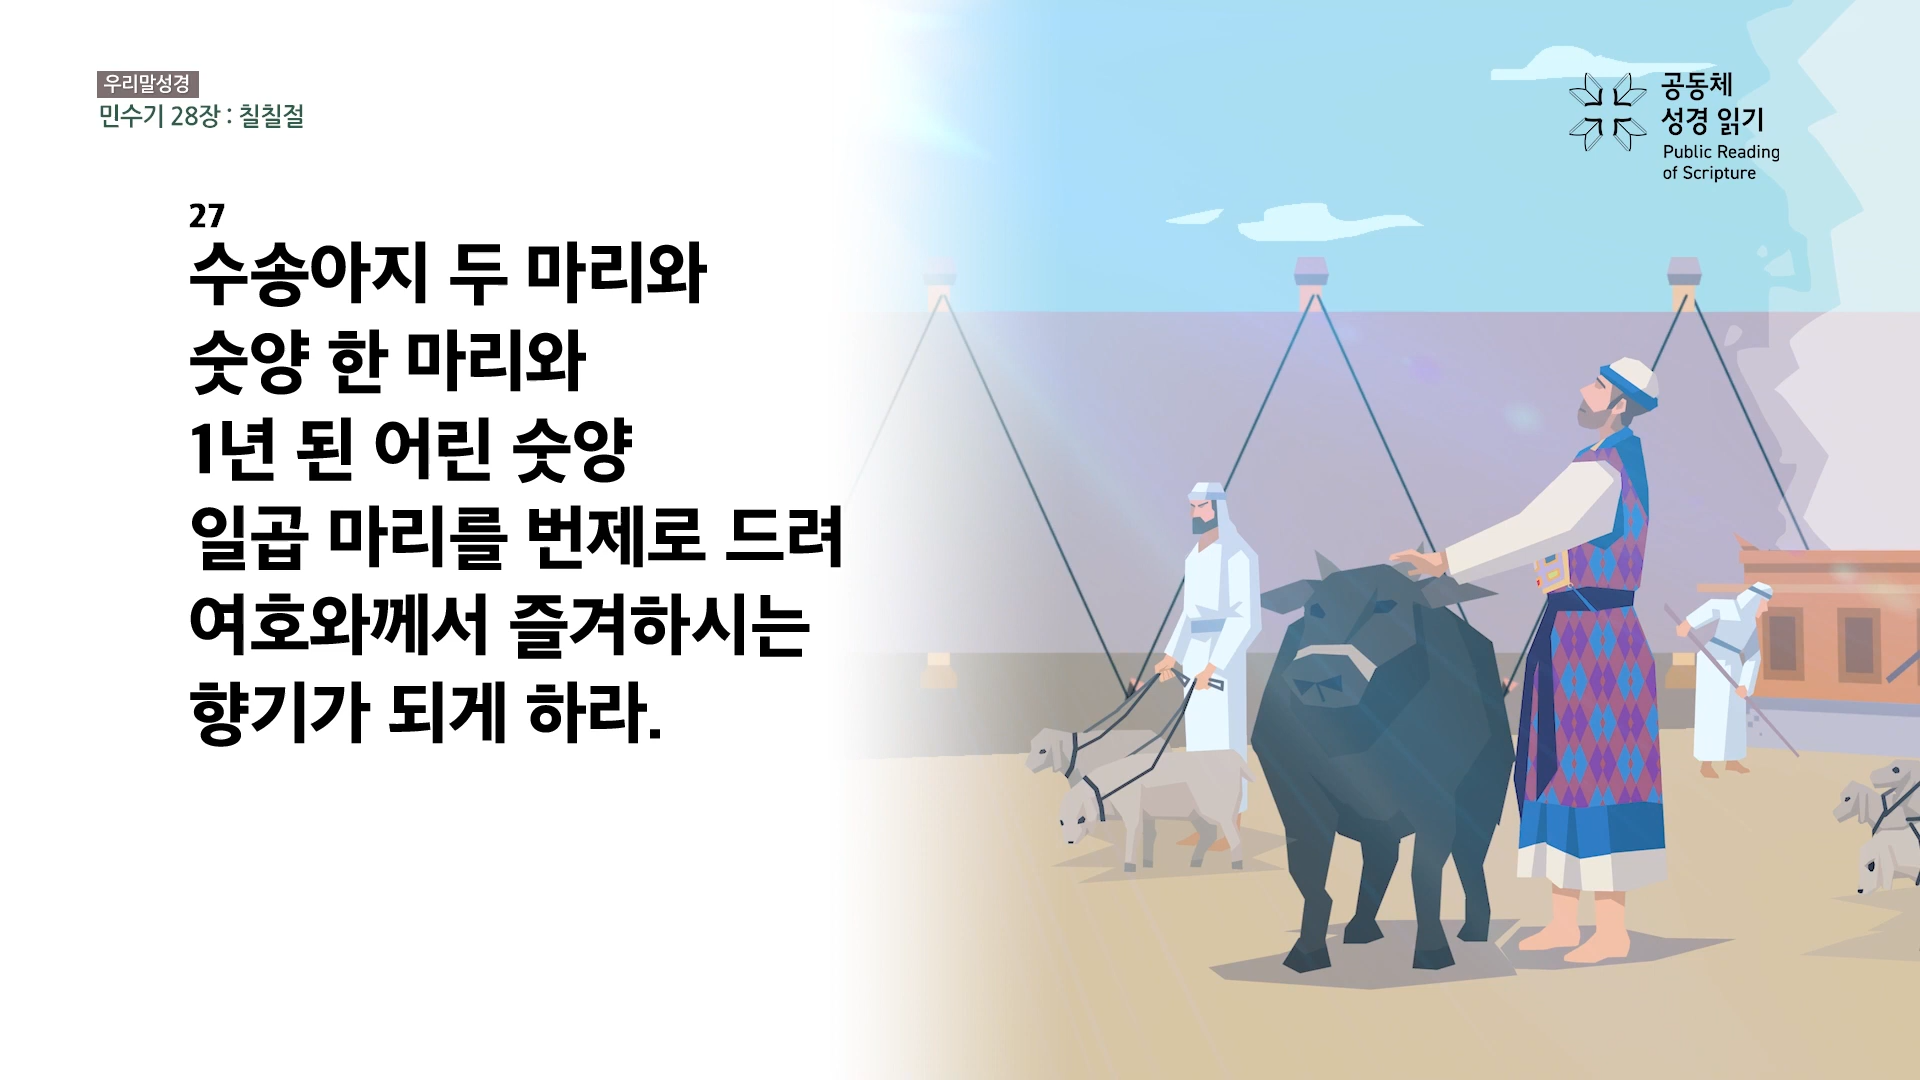 우리말성경
민수기 28장 : 칠칠절
공동체
성경 읽기
Public Reading
of Scripture
27
수송아지 두 마리와
숫양 한 마리와
1년 된 어린 숫양
일곱 마리를 번제로 드려
여호와께서 즐겨하시는
향기가 되게 하라.